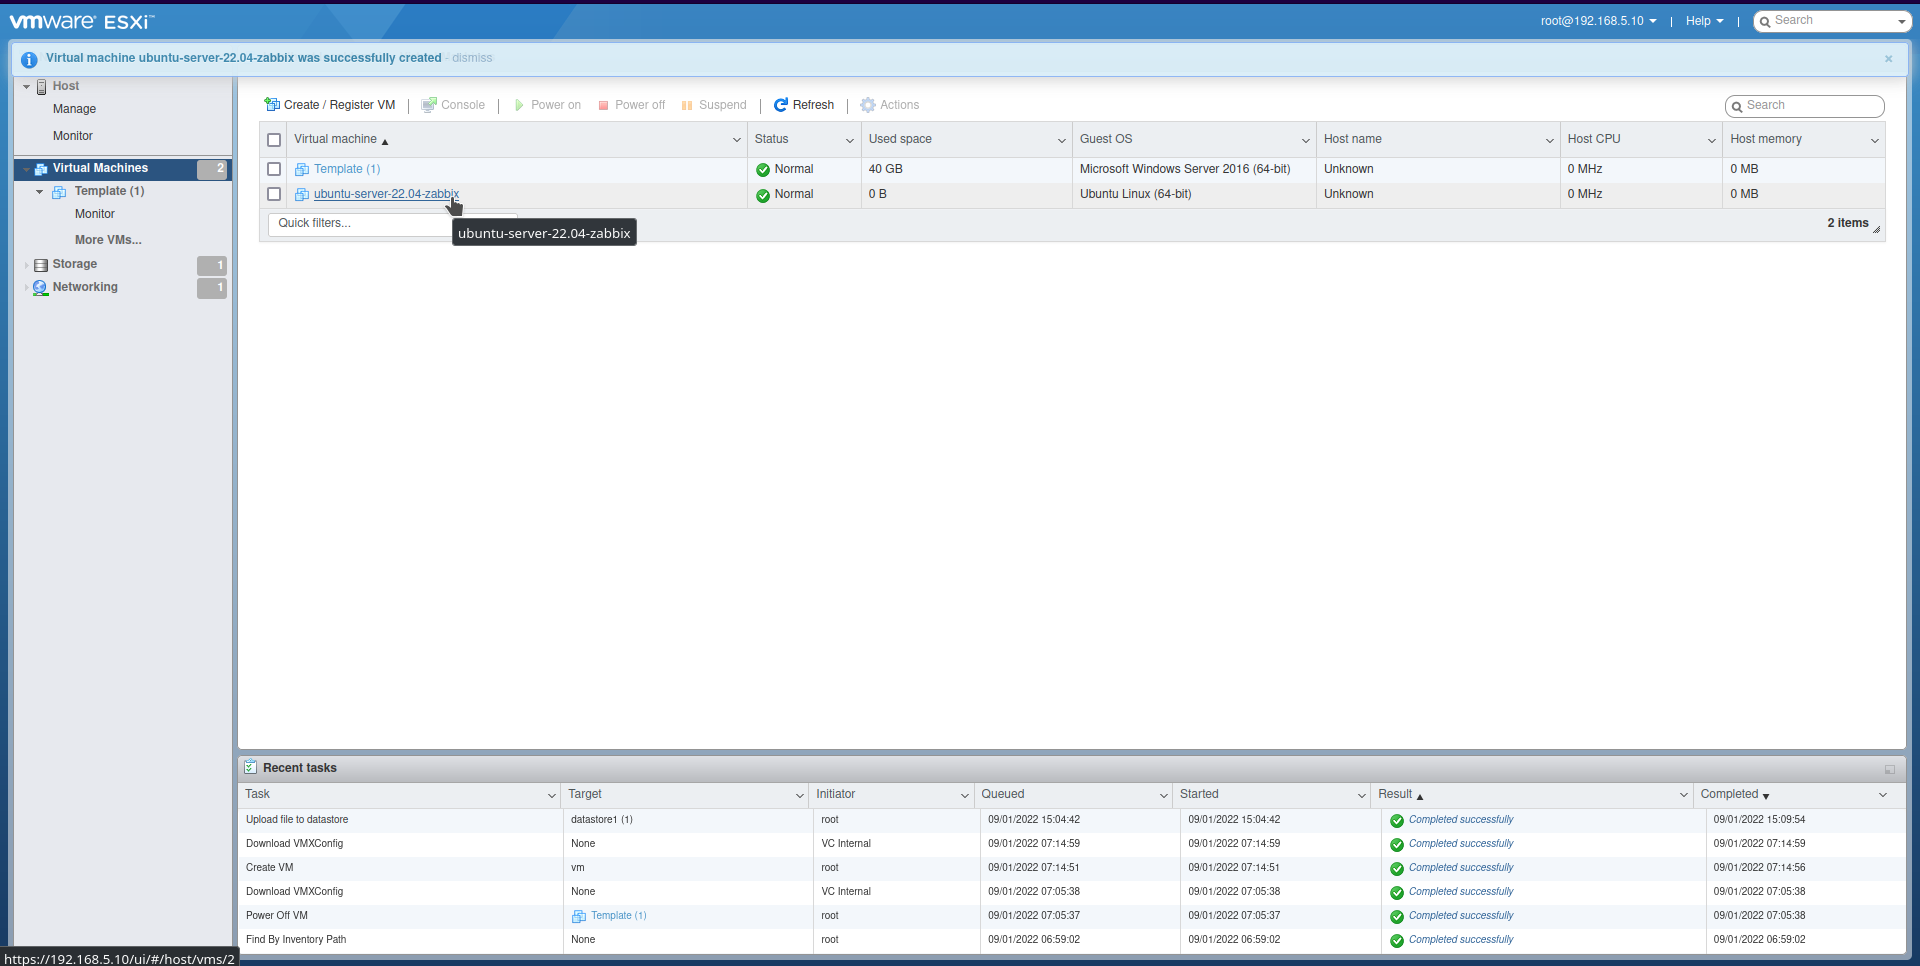 vmware ESXi
root@192.168.5.10 | Help | Search
Virtual machine ubuntu-server-22.04-zabbix was successfully created - dismiss
Host
Manage
Monitor
Virtual Machines 2
Template (1)
Monitor
More VMs...
Storage 1
Networking 1
Create / Register VM | Console | Power on Power off Suspend | Refresh | Actions
Search
Virtual machine Status Used space Guest OS Host name Host CPU Host memory
Template (1) Normal 40 GB Microsoft Windows Server 2016 (64-bit) Unknown 0 MHz 0 MB
ubuntu-server-22.04-zabbix Normal 0 B Ubuntu Linux (64-bit) Unknown 0 MHz 0 MB
Quick filters... 2 items
ubuntu-server-22.04-zabbix
Recent tasks
Task Target Initiator Queued Started Result Completed
Upload file to datastore datastore1 (1) root 09/01/2022 15:04:42 09/01/2022 15:04:42 Completed successfully 09/01/2022 15:09:54
Download VMXConfig None VC Internal 09/01/2022 07:14:59 09/01/2022 07:14:59 Completed successfully 09/01/2022 07:14:59
Create VM vm root 09/01/2022 07:14:51 09/01/2022 07:14:51 Completed successfully 09/01/2022 07:14:56
Download VMXConfig None VC Internal 09/01/2022 07:05:38 09/01/2022 07:05:38 Completed successfully 09/01/2022 07:05:38
Power Off VM Template (1) root 09/01/2022 07:05:37 09/01/2022 07:05:37 Completed successfully 09/01/2022 07:05:38
Find By Inventory Path None root 09/01/2022 06:59:02 09/01/2022 06:59:02 Completed successfully 09/01/2022 06:59:02
https://192.168.5.10/ui/#/host/vms/2